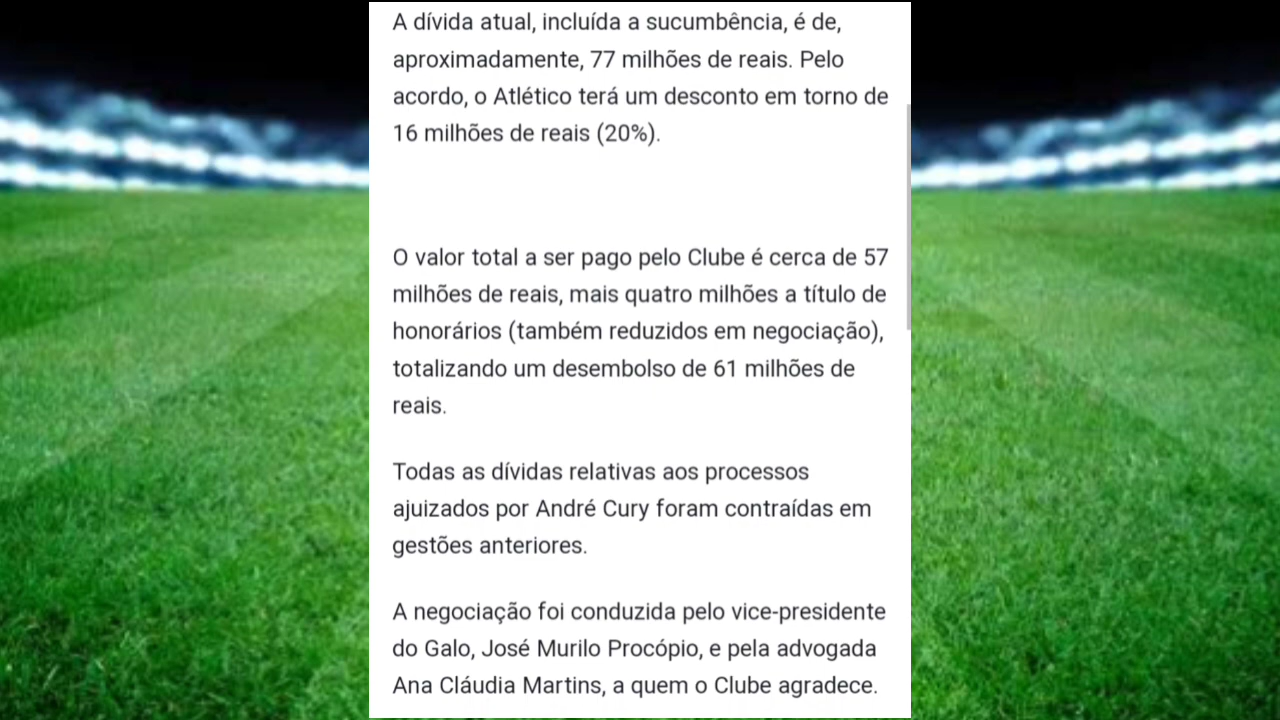 A dívida atual, incluída a sucumbência, é de,
aproximadamente, 77 milhões de reais. Pelo
acordo, o Atlético terá um desconto em torno de
16 milhões de reais (20%).
O valor total a ser pago pelo Clube é cerca de 57
milhões de reais, mais quatro milhões a título de
honorários (também reduzidos em negociação),
totalizando um desembolso de 61 milhões de
reais.
Todas as dívidas relativas aos processos
ajuizados por André Cury foram contraídas em
gestões anteriores.
A negociação foi conduzida pelo vice-presidente
do Galo, José Murilo Procópio, e pela advogada
Ana Cláudia Martins, a quem o Clube agradece.